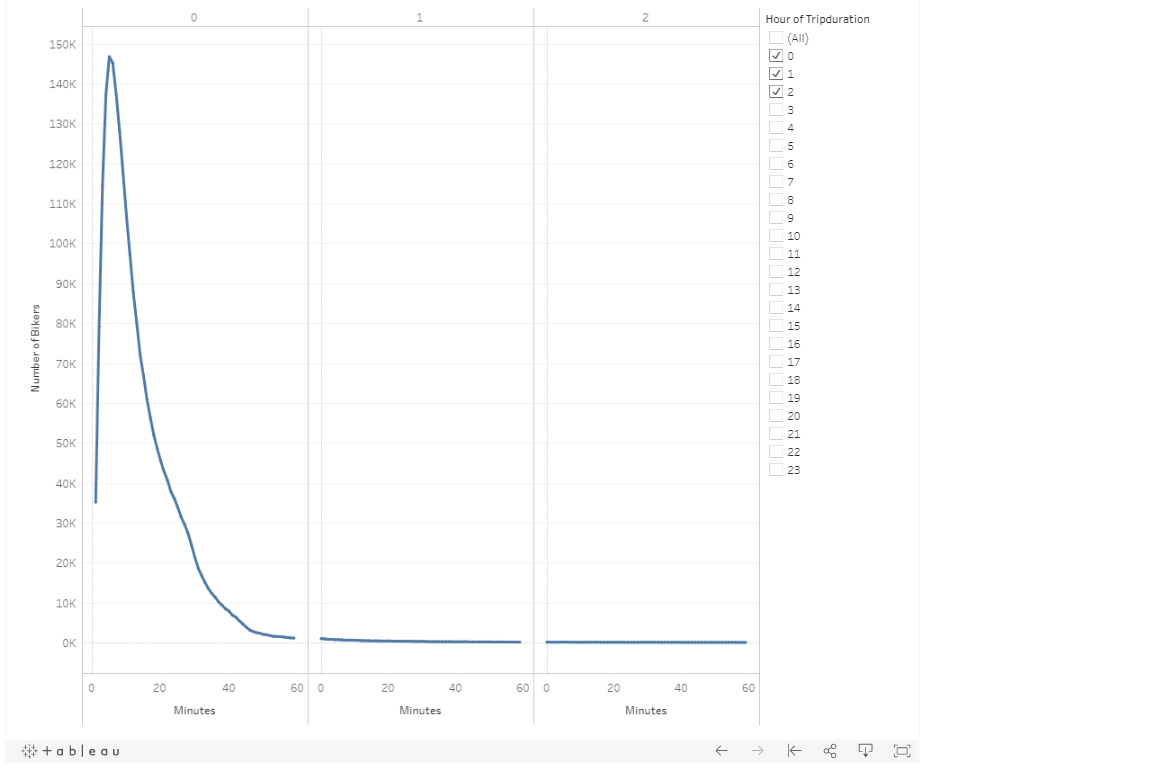 0 1 2
Hour of Tripduration
(All)
0
1
2
3
4
5
6
7
8
9
10
11
12
13
14
15
16
17
18
19
20
21
22
23
150K
140K
130K
120K
110K
100K
90K
80K
70K
60K
50K
40K
30K
20K
10K
0K
Number of Bikers
0 20 40 60 0 20 40 60 0 20 40 60
Minutes Minutes Minutes
+ a b l e a u